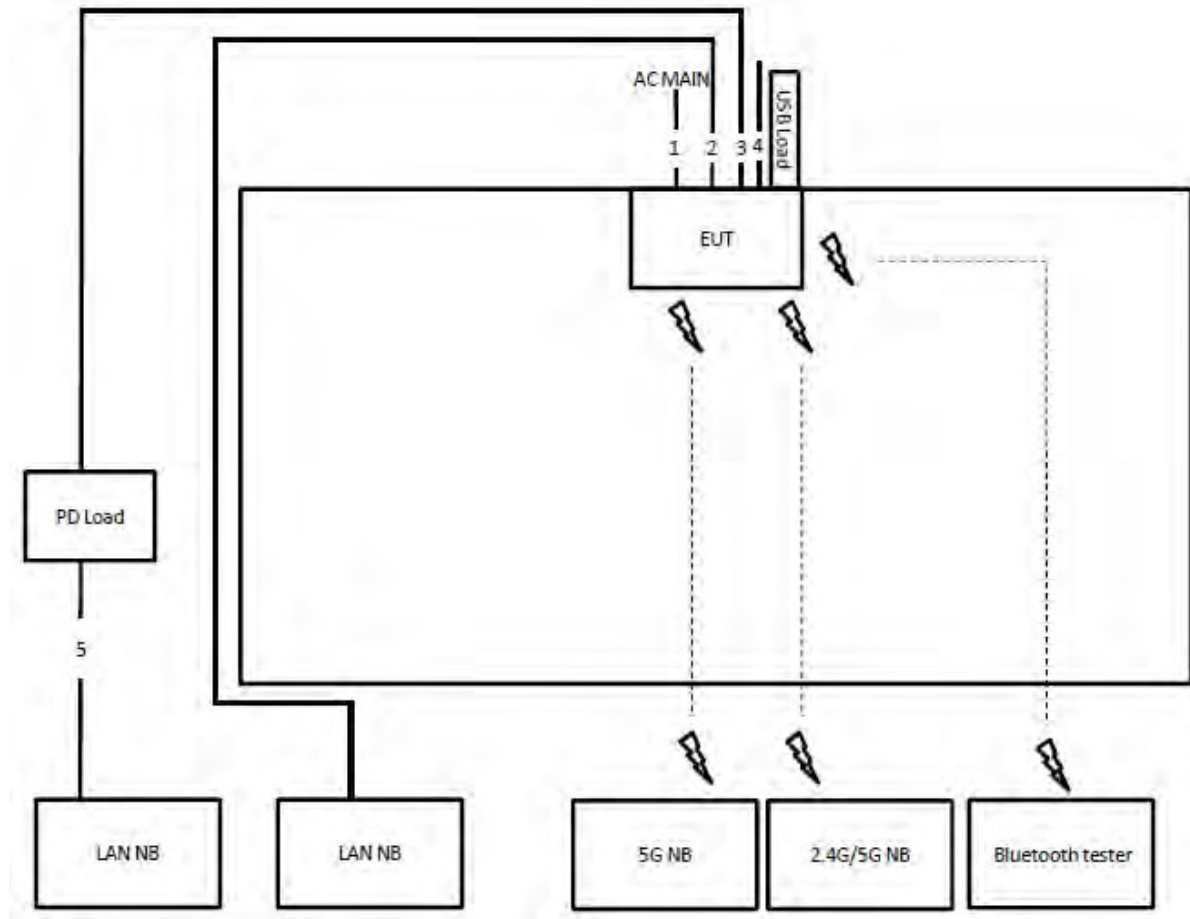 AC MAIN
1
2
3
4
USB Load
EUT
PD Load
5
LAN NB
LAN NB
5G NB
2.4G/5G NB
Bluetooth tester